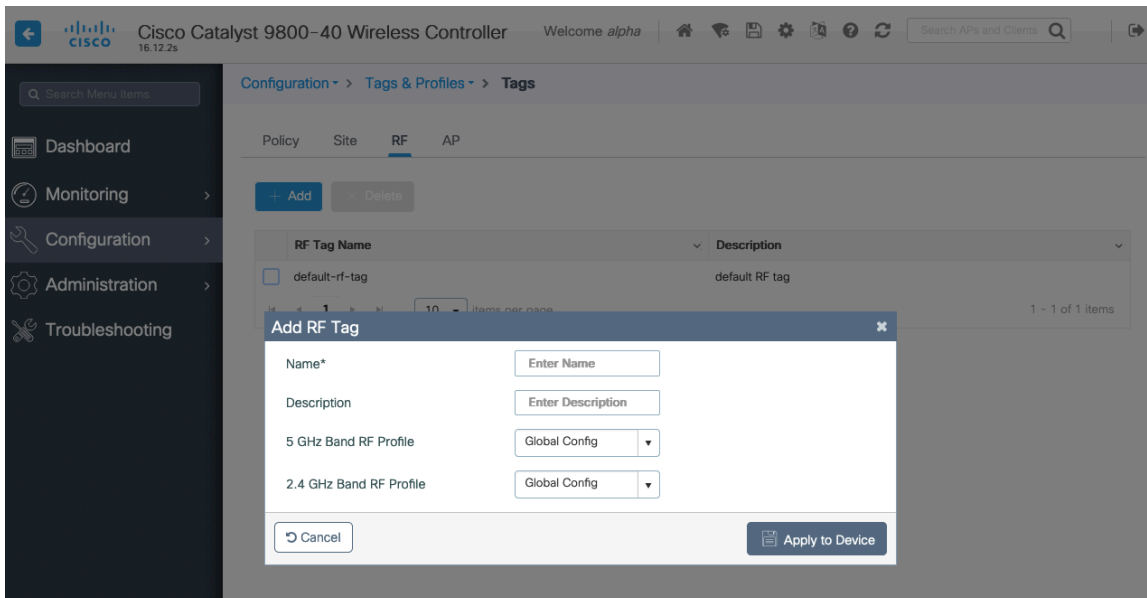 CISCO
Cisco Catalyst 9800-40 Wireless Controller
16.12.2s
Welcome alpha
Search APs and Clients
Search Menu Items
Dashboard
Monitoring
Configuration
Administration
Troubleshooting
Configuration > Tags & Profiles > Tags
Policy Site RF AP
+ Add × Delete
RF Tag Name Description
default-rf-tag default RF tag
1 10 items per page 1 - 1 of 1 items
Add RF Tag
Name* Enter Name
Description Enter Description
5 GHz Band RF Profile Global Config
2.4 GHz Band RF Profile Global Config
Cancel Apply to Device